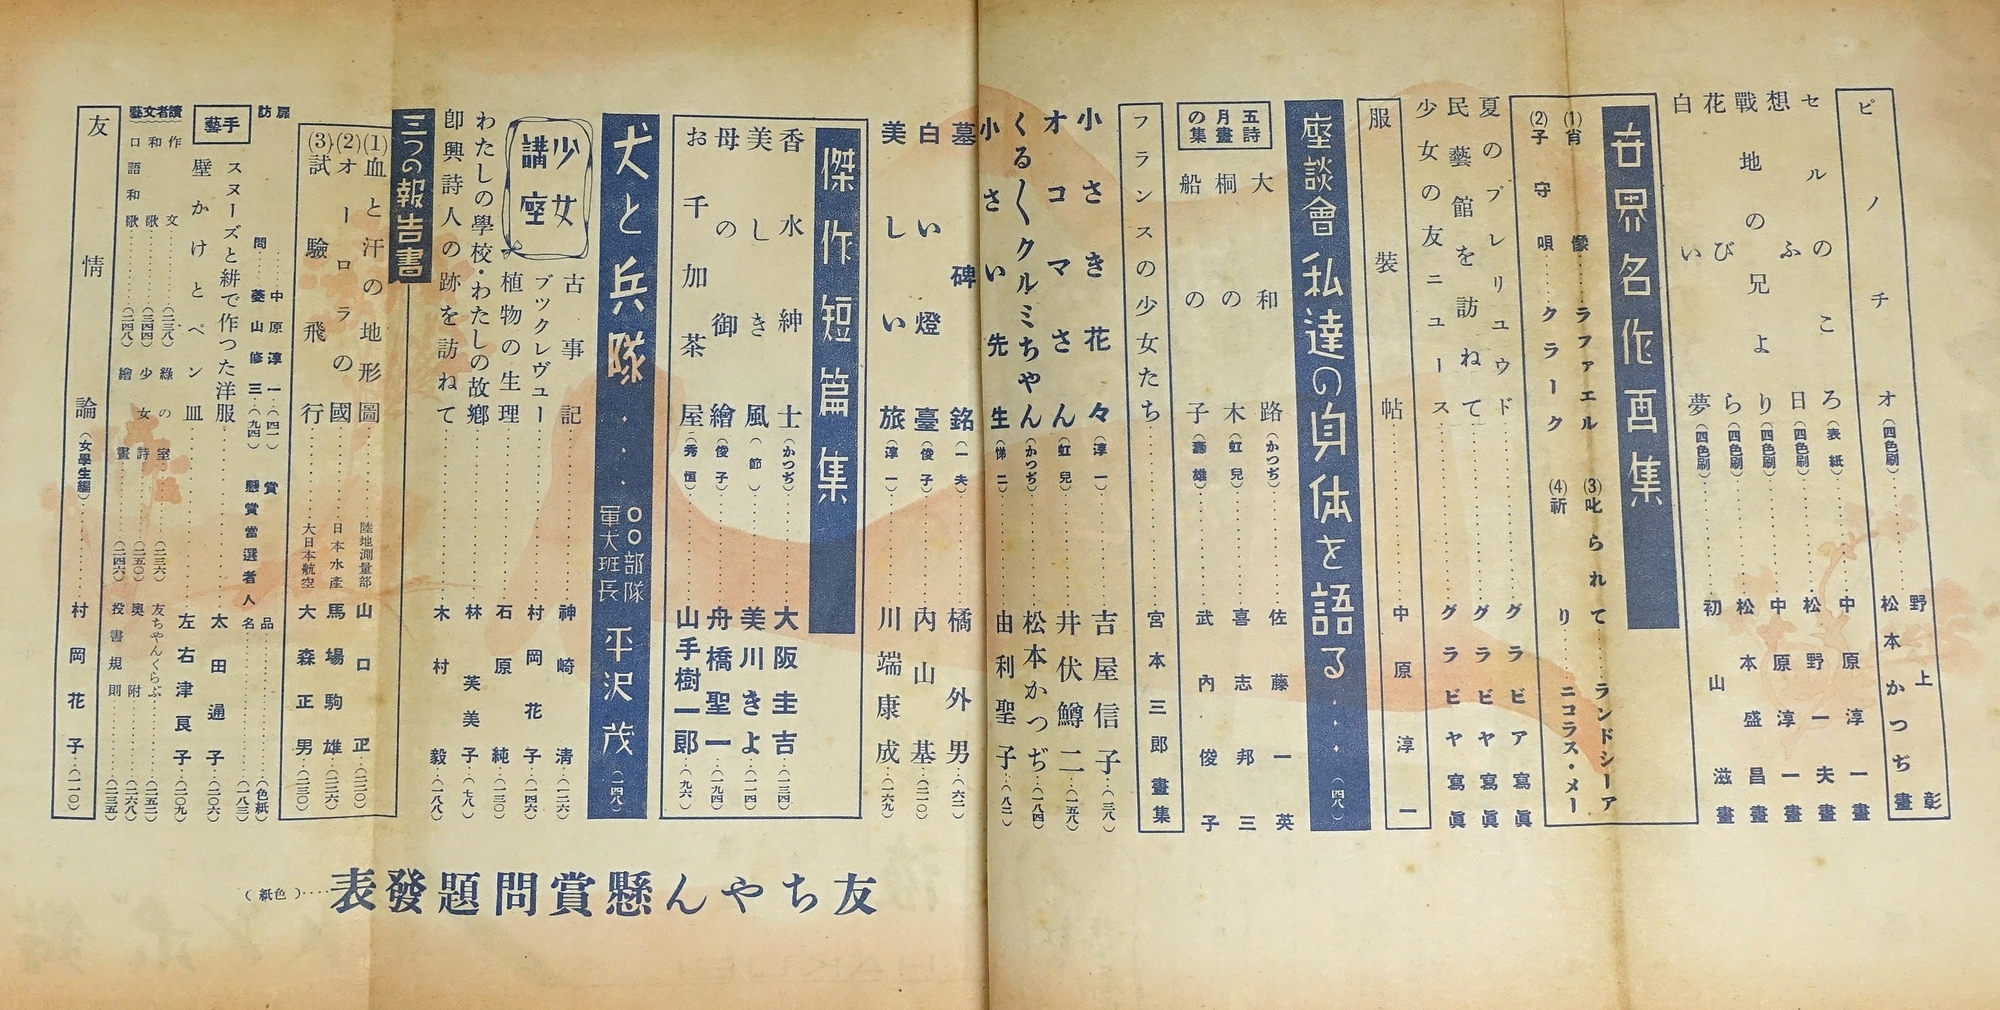 ピノチオ(四色刷)……野上彰 松本かつぢ畫
セルのころ(表紙)……中原淳一畫
想ふ日(四色刷)……松野一夫畫
戰地の兄より(四色刷)……中原淳一畫
花びら(四色刷)……松本盛昌畫
白い夢(四色刷)……初山滋畫
世界名作画集
(1)肖像……ラファエル
(2)子守唄……クラーク
(3)叱られて……ランドシーア
(4)祈り……ニコラス・メー
夏のプレリュウド……グラビア寫眞
民藝館を訪ねて……グラビヤ寫眞
少女の友ニュース……グラビヤ寫眞
服裝帖……中原淳一
座談會 私達の身体を語る……(四八)
五月の詩畫集
大和路(かつぢ)……佐藤一英
桐の木(虹兒)……喜志邦三
船の子(壽雄)……武內俊子
フランスの少女たち……宮本三郎畫集
小さき花々(淳一)……吉屋信子…(三八)
オコマさん(虹兒)……井伏鱒二…(一五八)
くるくるクルミちやん(かつぢ)……松本かつぢ…(一八四)
小さい先生(悌二)……由利聖子…(八二)
墓碑銘(一夫)……橘外男…(六二)
白い燈臺(俊子)……內山基…(二一〇)
美しい旅(淳一)……川端康成…(一六九)
傑作短篇集
香水紳士(かつぢ)……大阪圭吉…(一三四)
美しき風(節)……美川きよ…(一一四)
母の御繪(俊子)……舟橋聖一…(一九四)
お千加茶屋(秀恒)……山手樹一郎…(九六)
犬と兵隊……〇〇部隊軍犬班長 平沢茂(一四八)
少女講座
古事記……神崎淸…(一二六)
ブックレヴュー……村岡花子…(一四六)
植物の生理……石原純…(一三〇)
わたしの學校・わたしの故鄕……林芙美子…(七八)
卽興詩人の跡を訪ねて……木村毅…(一八八)
三つの報告書
(1)血と汗の地形圖……陸地測量部 山口正…(二三〇)
(2)オーロラの國……日本水産 馬場駒雄…(二二六)
(3)試驗飛行……大日本航空 大森正男…(二三〇)
扉……中原淳一…(四一)
訪問……菱山修三…(九四)
賞品……(色紙)
懸賞當選者人名……(一八三)
手藝
スヌーズと絣で作つた洋服……太田通子…(二〇六)
壁かけとペン皿……左右津良子…(二〇九)
讀者文藝
作文……(二三八)
和歌……(二四四)
口語和歌……(二四八)
綠の室……(二三六)
少女詩……(二五〇)
繪畫……(二四六)
友ちやんくらぶ……(二五二)
奧附……(二六八)
投書規則……(二三五)
友情論(女學生編)……村岡花子…(二一〇)
友ちやん懸賞問題發表……(色紙)